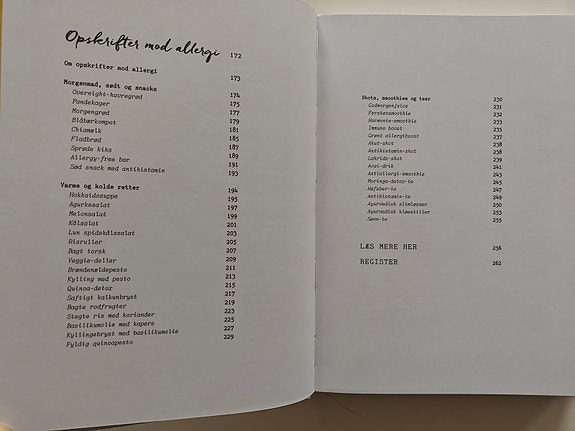 Opskrifter mod allergi 172
Om opskrifter mod allergi 173
Morgenmad, sødt og snacks
Overnight-havregrød 174
Pandekager 175
Morgengrød 177
Blåbærkompot 179
Chiamælk 181
Fladbrød 185
Sprøde kiks 187
Allergy-free bar 189
Sød snack med antihistamin 191
193
Varme og kolde retter 194
Hokkaidosuppe 195
Agurkesalat 197
Melonsalat 199
Kålsalat 201
Lun spidskålssalat 203
Risruller 205
Bagt torsk 207
Veggie-deller 209
Brændenældepesto 211
Kylling med pesto 213
Quinoa-detox 215
Saftigt kalkunbryst 217
Bagte rodfrugter 219
Stegte ris med koriander 223
Basilikumolie med kapers 225
Kyllingebryst med basilikumolie 227
Fyldig quinoapesto 229
Shots, smoothies og teer 230
Godmorgenjuice 231
Ferskensmoothie 232
Harmonie-smoothie 233
Immuno boost 235
Grønt allergiboost 237
Akut-shot 238
Antihistamin-shot 238
Lakrids-shot 239
Acai-drik 241
Antiallergi-smoothie 243
Moringa-detox-te 245
Høfeber-te 247
Antihistamin-te 249
Ayurvedisk slimløsner 250
Ayurvedisk kløestiller 253
Søvn-te 255
LÆS MERE HER 256
REGISTER 262